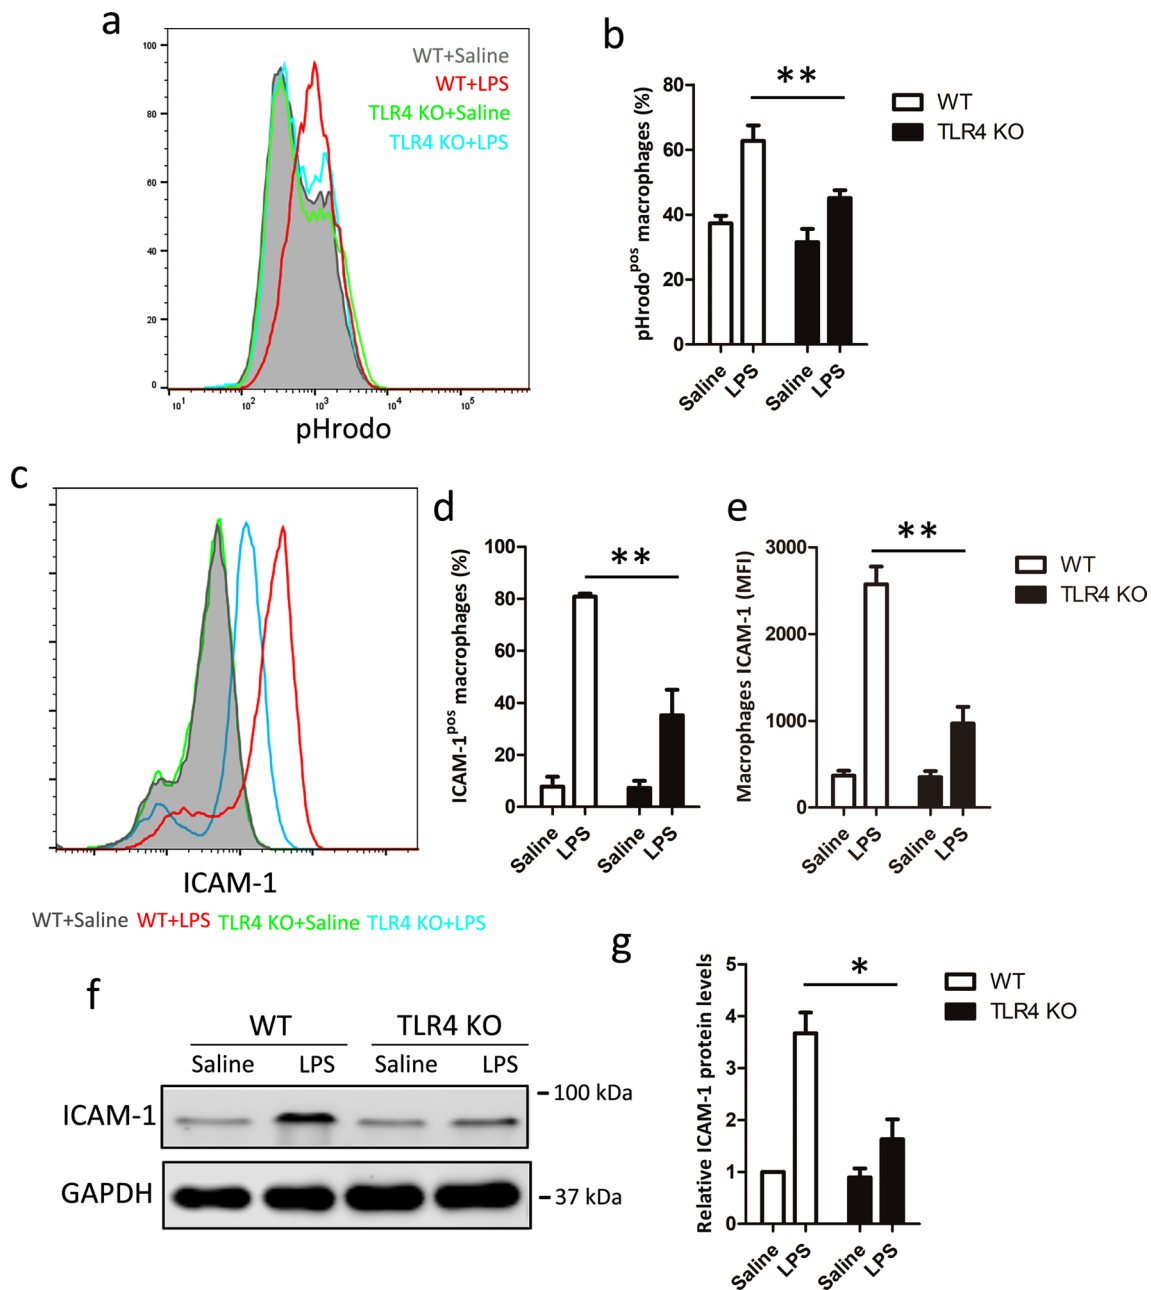 a
100
80
60
40
20
0
10¹ 10² 10³ 10⁴ 10⁵
pHrodo
WT+Saline
WT+LPS
TLR4 KO+Saline
TLR4 KO+LPS
b
pHrodoᵖᵒˢ macrophages (%)
80
60
40
20
0
**
Saline LPS Saline LPS
WT
TLR4 KO
c
ICAM-1
WT+Saline WT+LPS TLR4 KO+Saline TLR4 KO+LPS
d
ICAM-1ᵖᵒˢ macrophages (%)
100
80
60
40
20
0
**
Saline LPS Saline LPS
e
Macrophages ICAM-1 (MFI)
3000
2000
1000
0
**
Saline LPS Saline LPS
WT
TLR4 KO
f
WT TLR4 KO
Saline LPS Saline LPS
ICAM-1
100 kDa
GAPDH
37 kDa
g
Relative ICAM-1 protein levels
5
4
3
2
1
0
*
Saline LPS Saline LPS
WT
TLR4 KO